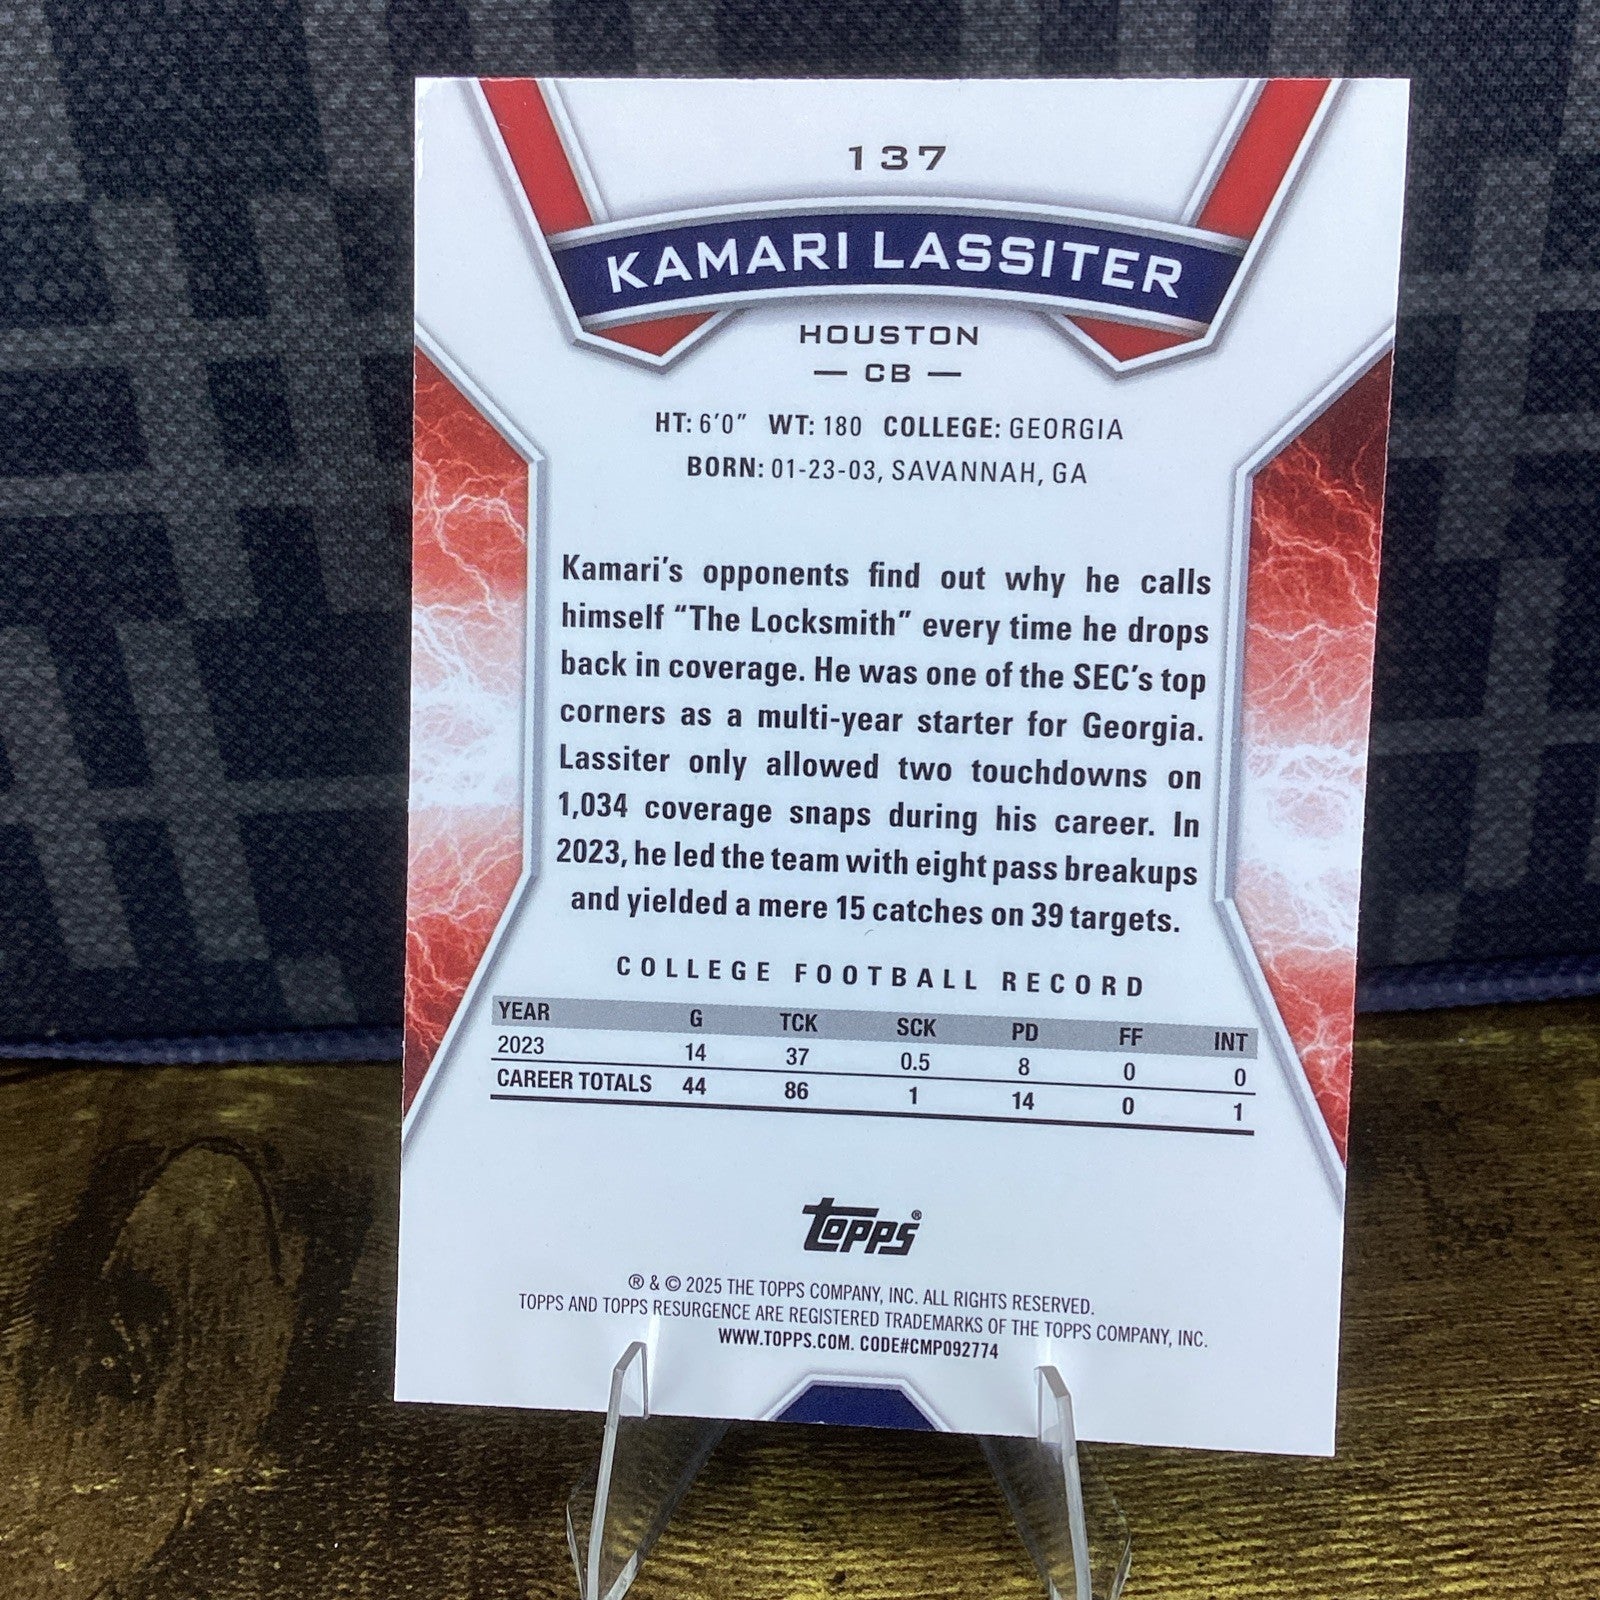 137
KAMARI LASSITER
HOUSTON
— CB —
HT: 6'0" WT: 180 COLLEGE: GEORGIA
BORN: 01-23-03, SAVANNAH, GA
Kamari's opponents find out why he calls
himself "The Locksmith" every time he drops
back in coverage. He was one of the SEC's top
corners as a multi-year starter for Georgia.
Lassiter only allowed two touchdowns on
1,034 coverage snaps during his career. In
2023, he led the team with eight pass breakups
and yielded a mere 15 catches on 39 targets.
COLLEGE FOOTBALL RECORD
YEAR G TCK SCK PD FF INT
2023 14 37 0.5 8 0 0
CAREER TOTALS 44 86 1 14 0 1
topps®
® & © 2025 THE TOPPS COMPANY, INC. ALL RIGHTS RESERVED.
TOPPS AND TOPPS RESURGENCE ARE REGISTERED TRADEMARKS OF THE TOPPS COMPANY, INC.
WWW.TOPPS.COM. CODE#CMP092774